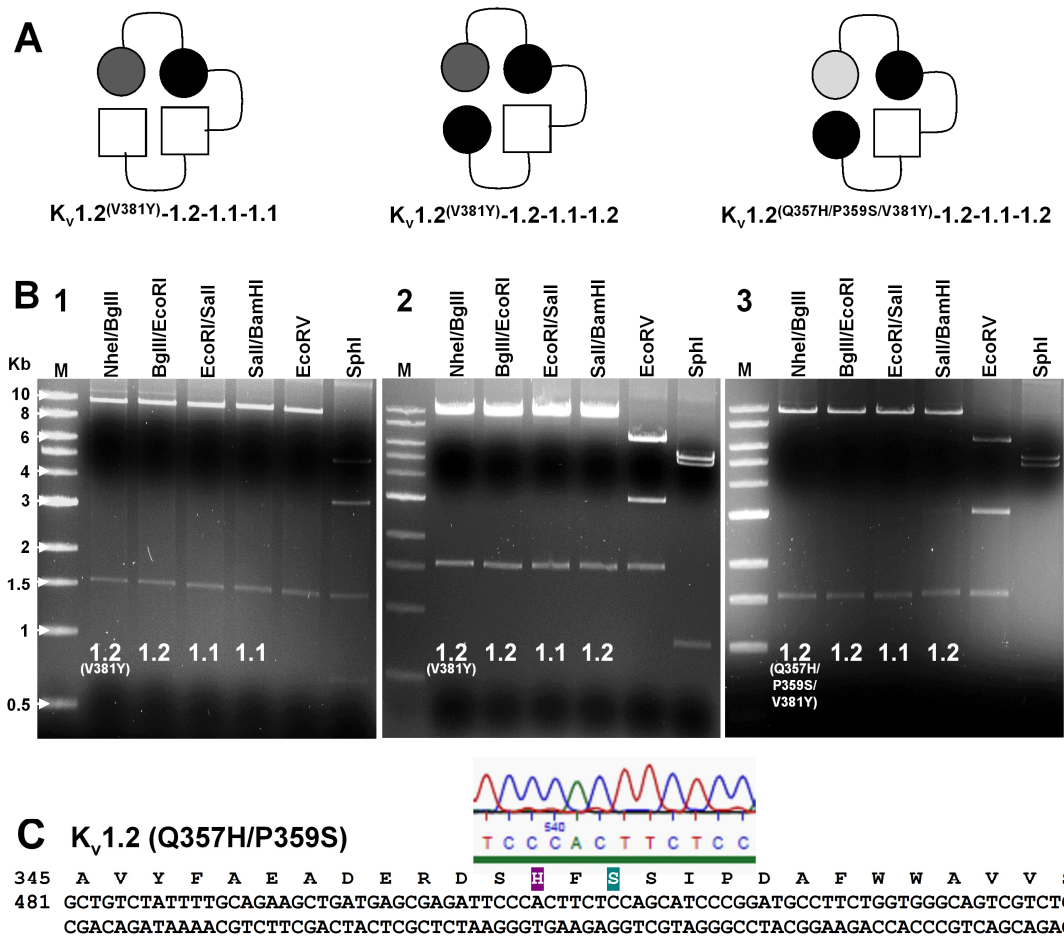 A
Kv1.2(V381Y)-1.2-1.1-1.1
Kv1.2(V381Y)-1.2-1.1-1.2
Kv1.2(Q357H/P359S/V381Y)-1.2-1.1-1.2
B
1
Kb
M
NheI/BglII
BglII/EcoRI
EcoRI/SalI
SalI/BamHI
EcoRV
SphI
10
8
6
4
3
2
1.5
1
0.5
1.2
(V381Y)
1.2
1.1
1.1
2
M
NheI/BglII
BglII/EcoRI
EcoRI/SalI
SalI/BamHI
EcoRV
SphI
1.2
(V381Y)
1.2
1.1
1.2
3
M
NheI/BglII
BglII/EcoRI
EcoRI/SalI
SalI/BamHI
EcoRV
SphI
1.2
(Q357H/
P359S/
V381Y)
1.2
1.1
1.2
540
T C C C A C T T C T C C
C Kv1.2 (Q357H/P359S)
345 A V Y F A E A D E R D S H F S S I P D A F W W A V V
481 GCTGTCTATTTTGCAGAAGCTGATGAGCGAGATTCCCACTTCTCCAGCATCCCGGATGCCTTCTGGTGGGCAGTCGTCT
CGACAGATAAAACGTCTTCGACTACTCGCTCTAAGGGTGAAGAGGTCGTAGGGCCTACGGAAGACCACCCGTCAGCAGA